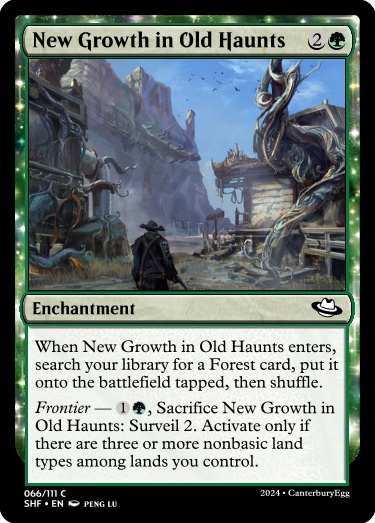 New Growth in Old Haunts 2
Enchantment
When New Growth in Old Haunts enters,
search your library for a Forest card, put it
onto the battlefield tapped, then shuffle.
Frontier — 1 , Sacrifice New Growth in
Old Haunts: Surveil 2. Activate only if
there are three or more nonbasic land
types among lands you control.
066/111 C
SHF • EN PENG LU
2024 • CanterburyEgg